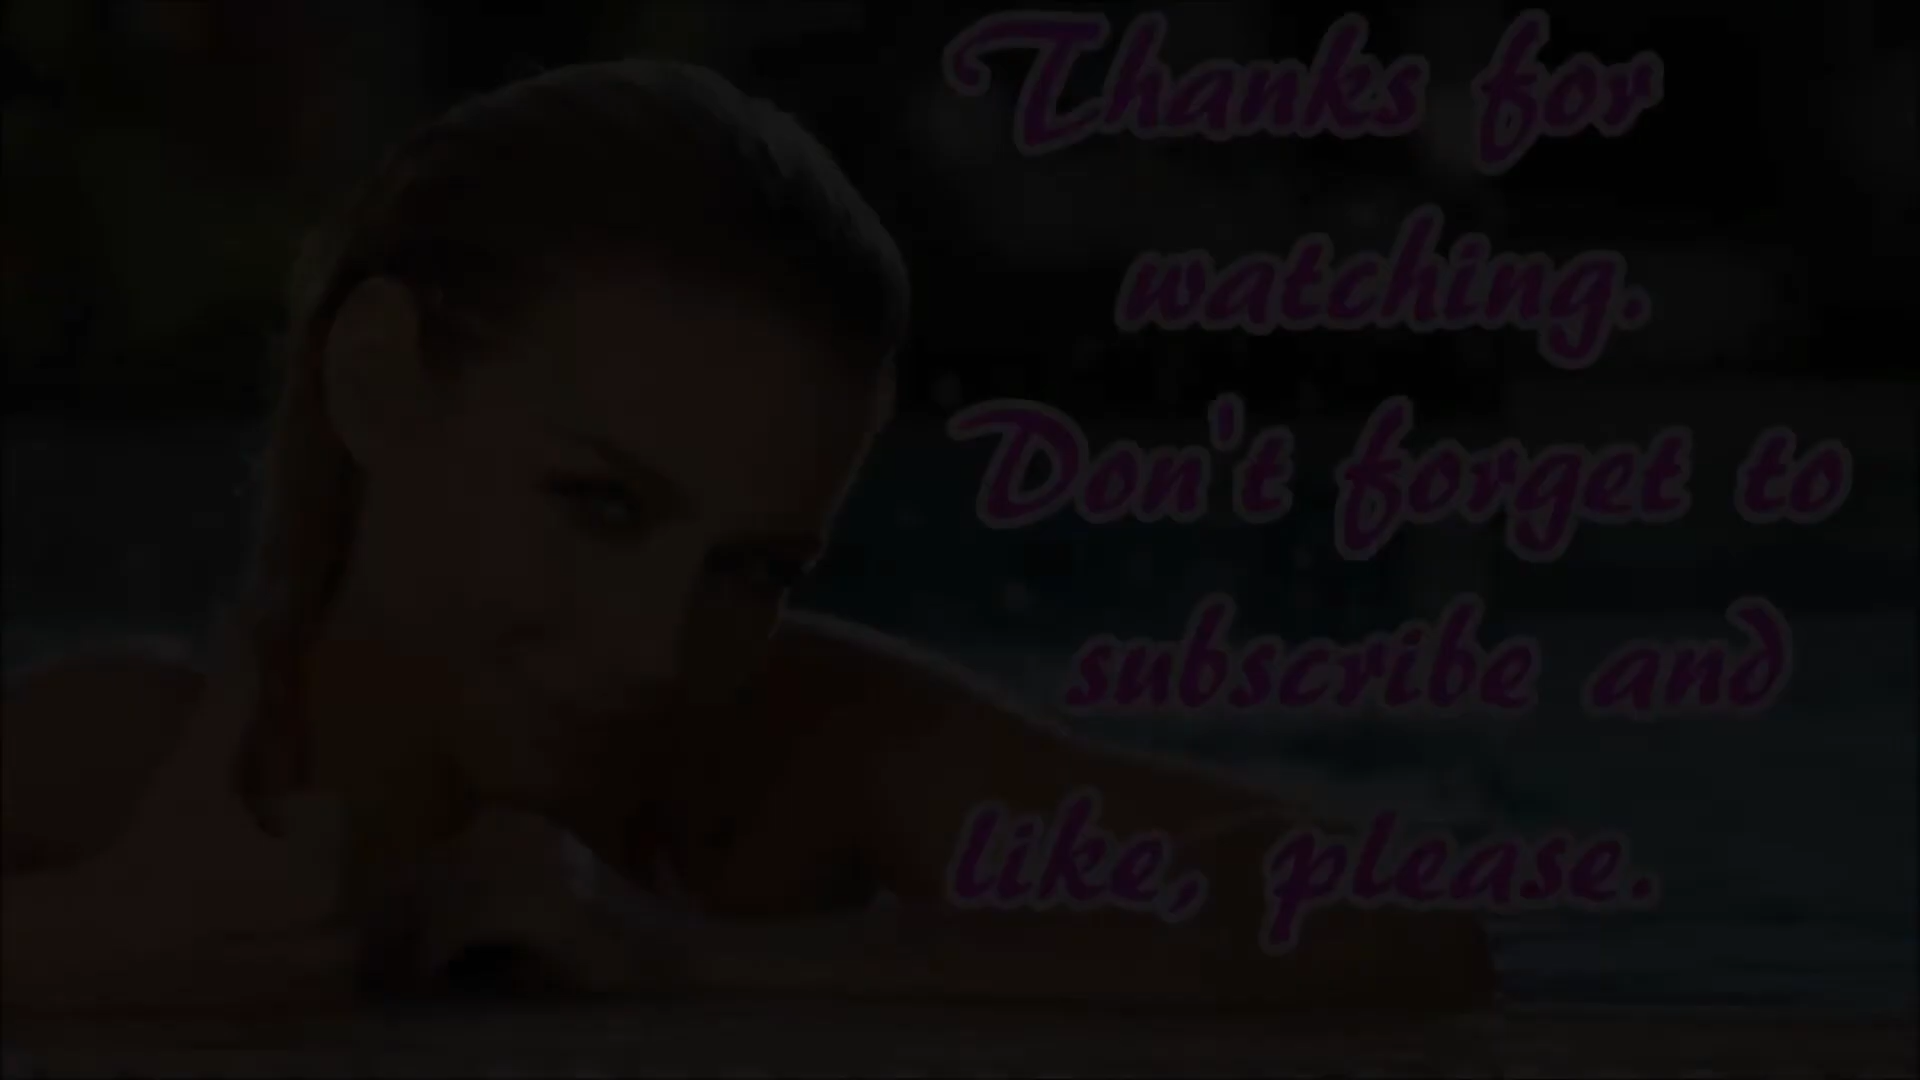 Thanks for
watching.
Don't forget to
subscribe and
like, please.